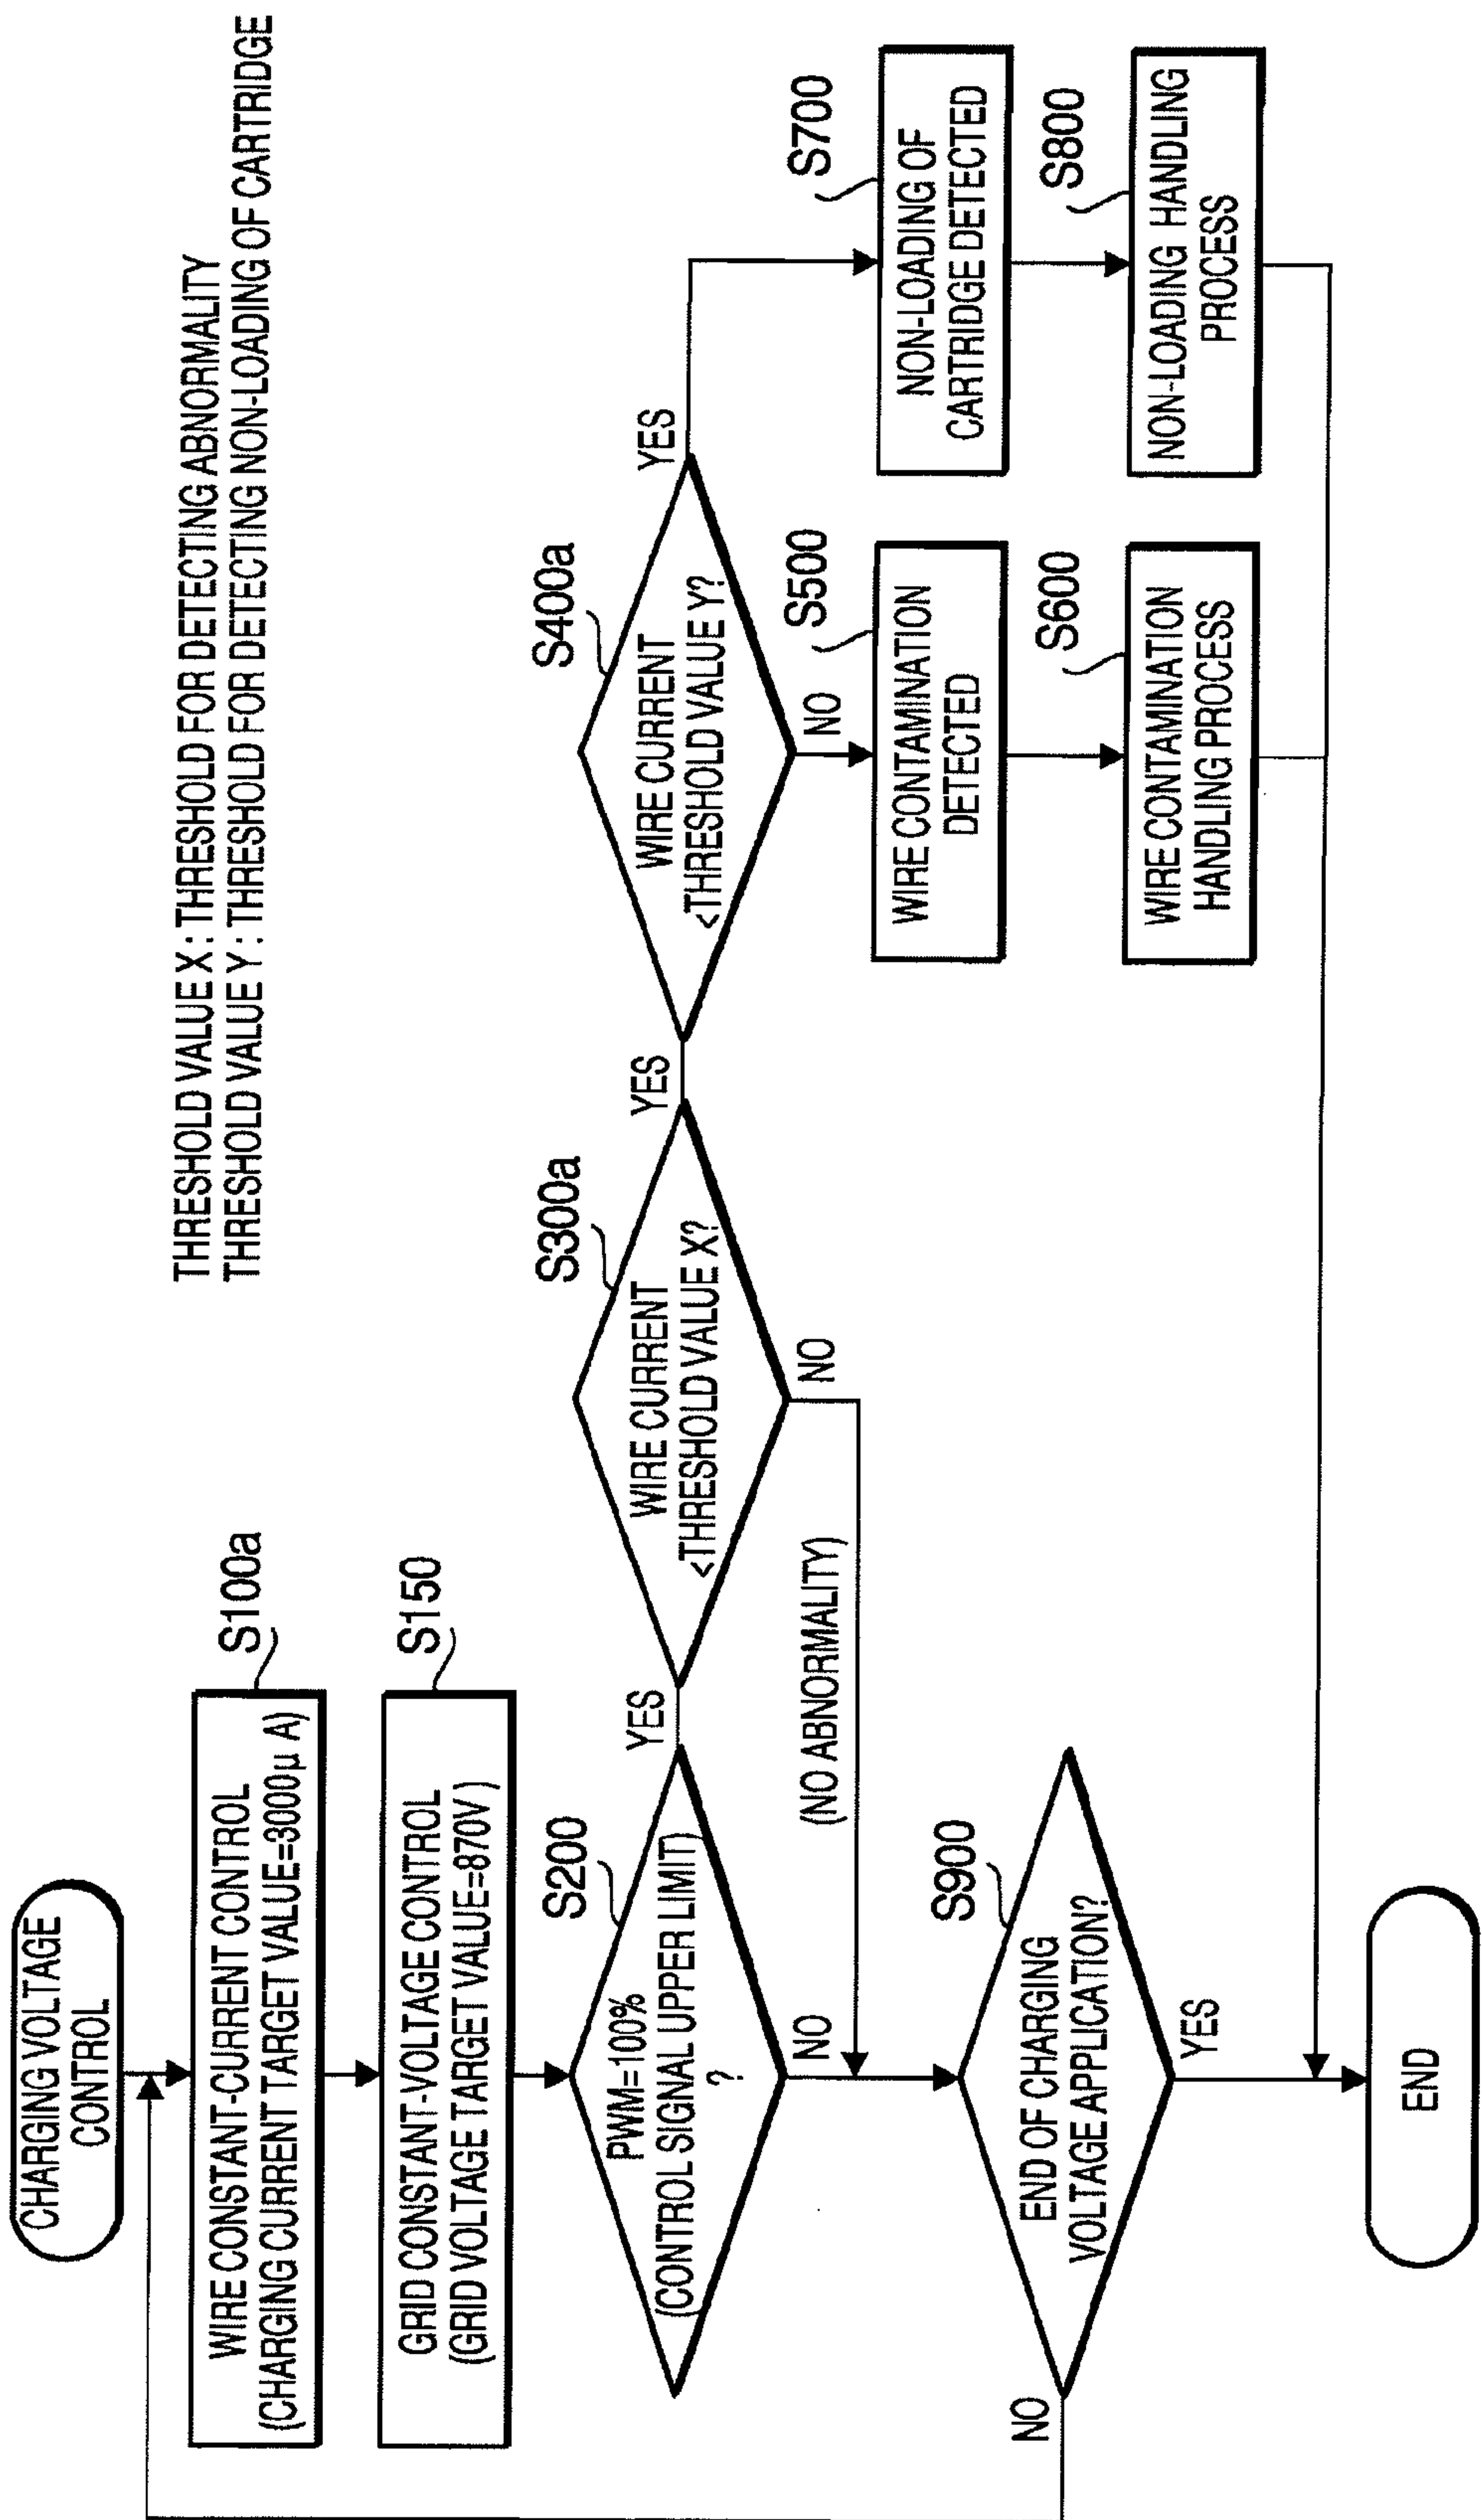 CHARGING VOLTAGE
CONTROL
THRESHOLD VALUE X : THRESHOLD FOR DETECTING ABNORMALITY
THRESHOLD VALUE Y : THRESHOLD FOR DETECTING NON-LOADING OF CARTRIDGE
S100a
WIRE CONSTANT-CURRENT CONTROL
(CHARGING CURRENT TARGET VALUE=3000μ A)
S150
GRID CONSTANT-VOLTAGE CONTROL
(GRID VOLTAGE TARGET VALUE=870V )
S200
PWM=100%
(CONTROL SIGNAL UPPER LIMIT)
?
YES
NO
S300a
WIRE CURRENT
<THRESHOLD VALUE X?
YES
NO
(NO ABNORMALITY)
S400a
WIRE CURRENT
<THRESHOLD VALUE Y?
YES
NO
S500
WIRE CONTAMINATION
DETECTED
S600
WIRE CONTAMINATION
HANDLING PROCESS
S700
NON-LOADING OF
CARTRIDGE DETECTED
S800
NON-LOADING HANDLING
PROCESS
S900
END OF CHARGING
VOLTAGE APPLICATION?
NO
YES
END